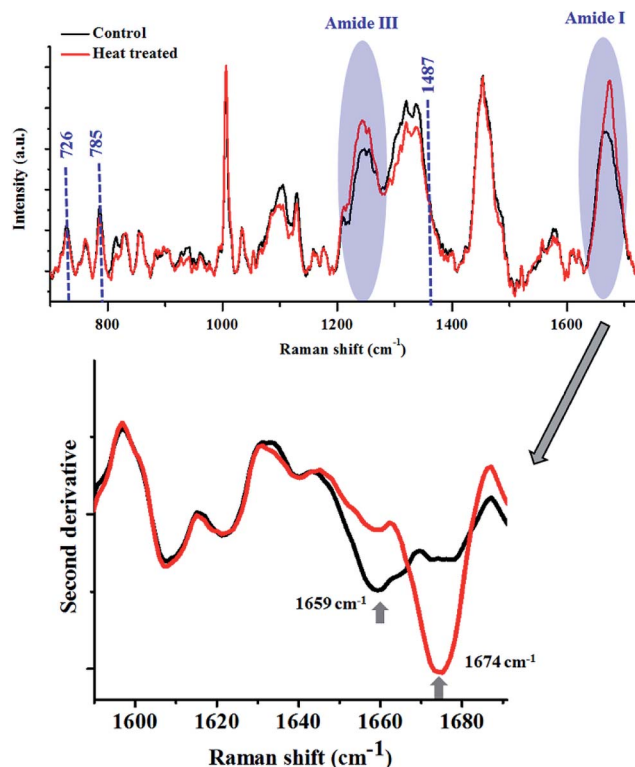 Control
Heat treated
Amide III
Amide I
726
785
1487
Intensity (a.u.)
800
1000
1200
1400
1600
Raman shift (cm-1)
Second derivative
1659 cm-1
1674 cm-1
1600
1620
1640
1660
1680
Raman shift (cm-1)